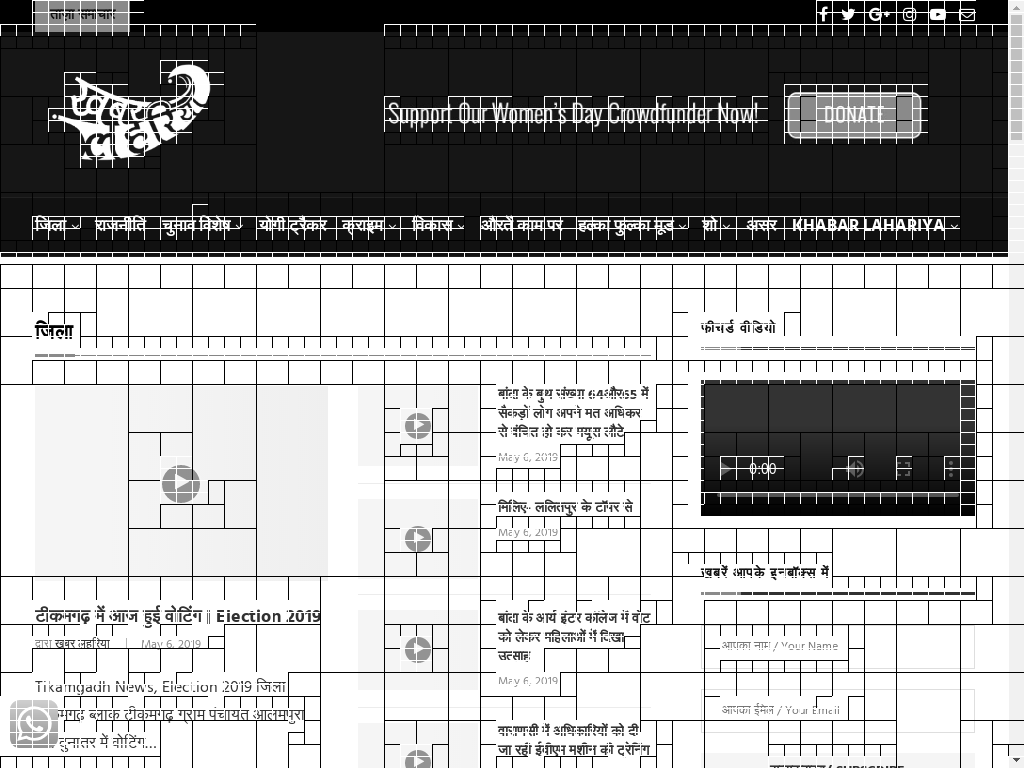 ताज़ा समाचार
खबर लहरिया
Support Our Women's Day Crowdfunder Now!
DONATE
जिला राजनीति चुनाव विशेष योगी ट्रैकर क्राइम विकास औरतें काम पर हल्का फुल्का मूड शो असर KHABAR LAHARIYA
जिला
टीकमगढ़ में आज हुई वोटिंग | Election 2019
द्वारा खबर लहरिया | May 6, 2019
Tikamgadh News, Election 2019 जिला
टीकमगढ़ ब्लाक टीकमगढ़ ग्राम पंचायत आलमपुरा
में वोटिंग...
बांदा के बुथ संख्या 64और65 में
सैकड़ों लोग अपने मत अधिकार
से वंचित हो कर मयूस लौटे
May 6, 2019
मिलिए- ललितपुर के टॉपर से
May 6, 2019
बांदा के आर्य इंटर कॉलेज में वोट
को लेकर महिलाओं में दिखा
उत्साह
May 6, 2019
वाराणसी में अधिकारियों को दी
जा रही ईवीएम मशीन की ट्रेनिंग
फीचर्ड वीडियो
0:00
खबरें आपके इनबॉक्स में
आपका नाम / Your Name
आपका ईमेल / Your Email